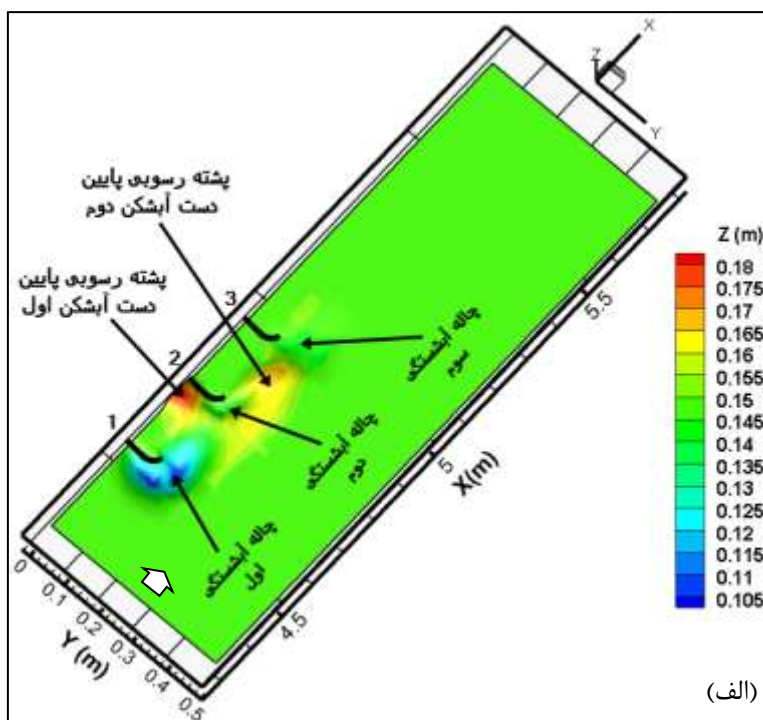 X
Z
Y
پشته رسوبی پایین
دست آبشکن دوم
پشته رسوبی پایین
دست آبشکن اول
3
2
1
چاله آبشستگی
سوم
چاله آبشستگی
دوم
چاله آبشستگی
اول
Z (m)
0.18
0.175
0.17
0.165
0.16
0.155
0.15
0.145
0.14
0.135
0.13
0.125
0.12
0.115
0.11
0.105
5.5
5
4.5
X(m)
0
0.1
0.2
0.3
0.4
0.5
Y (m)
(الف)